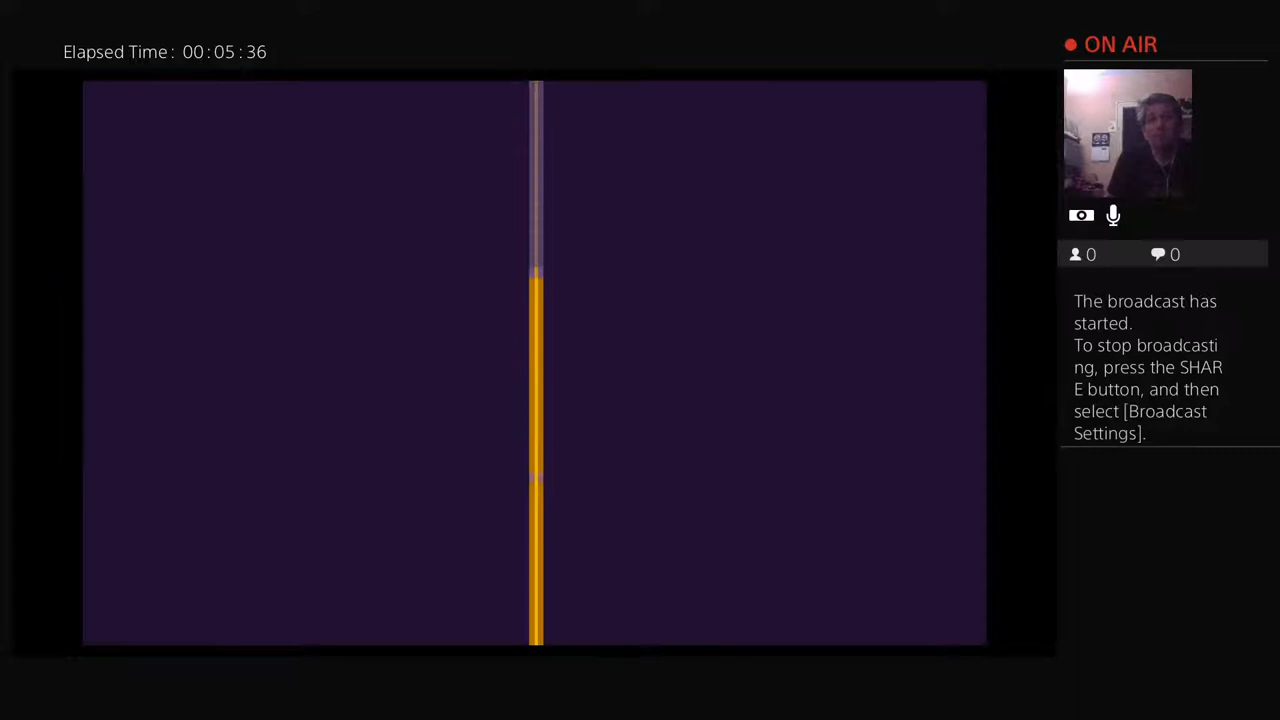 Elapsed Time: 00:05:36
ON AIR
0 0
The broadcast has
started.
To stop broadcasti
ng, press the SHAR
E button, and then
select [Broadcast
Settings].